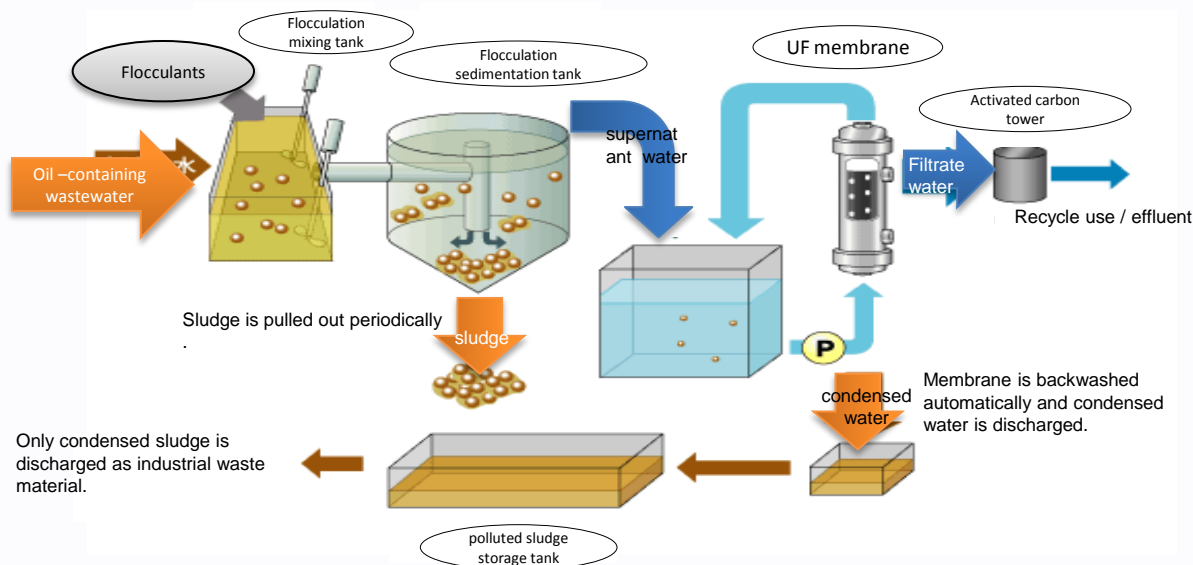 Flocculation
mixing tank
Flocculants
Flocculation
sedimentation tank
UF membrane
Activated carbon
tower
Oil –containing
wastewater
supernat
ant water
Filtrate
water
Recycle use / effluent
Sludge is pulled out periodically
.
sludge
P
condensed
water
Membrane is backwashed
automatically and condensed
water is discharged.
Only condensed sludge is
discharged as industrial waste
material.
polluted sludge
storage tank